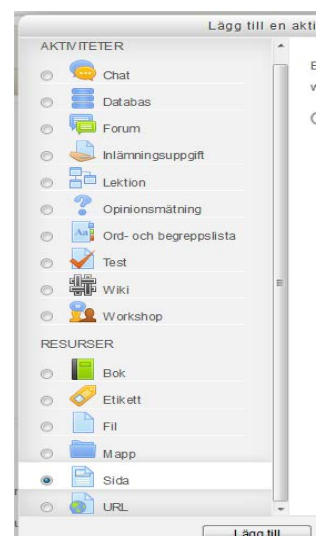 Lägg till en akti
AKTIVITETER
Chat
Databas
Forum
Inlämningsuppgift
Lektion
Opinionsmätning
Aa
Ord- och begreppslista
Test
Wiki
Workshop
RESURSER
Bok
Etikett
Fil
Mapp
Sida
URL
Lägg till